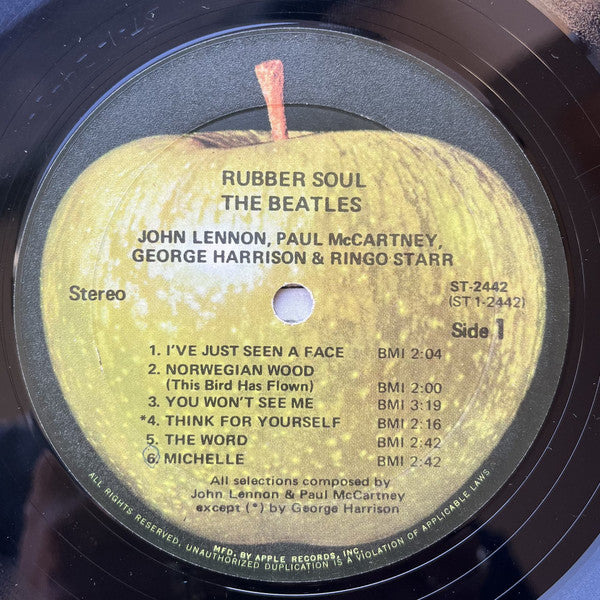 RUBBER SOUL
THE BEATLES
JOHN LENNON, PAUL McCARTNEY,
GEORGE HARRISON & RINGO STARR
Stereo
ST-2442
(ST 1-2442)
Side 1
1. I'VE JUST SEEN A FACE BMI 2:04
2. NORWEGIAN WOOD
(This Bird Has Flown) BMI 2:00
3. YOU WON'T SEE ME BMI 3:19
*4. THINK FOR YOURSELF BMI 2:16
5. THE WORD BMI 2:42
6. MICHELLE BMI 2:42
All selections composed by
John Lennon & Paul McCartney
except (*) by George Harrison
MFD. BY APPLE RECORDS, INC.
ALL RIGHTS RESERVED. UNAUTHORIZED DUPLICATION IS A VIOLATION OF APPLICABLE LAWS